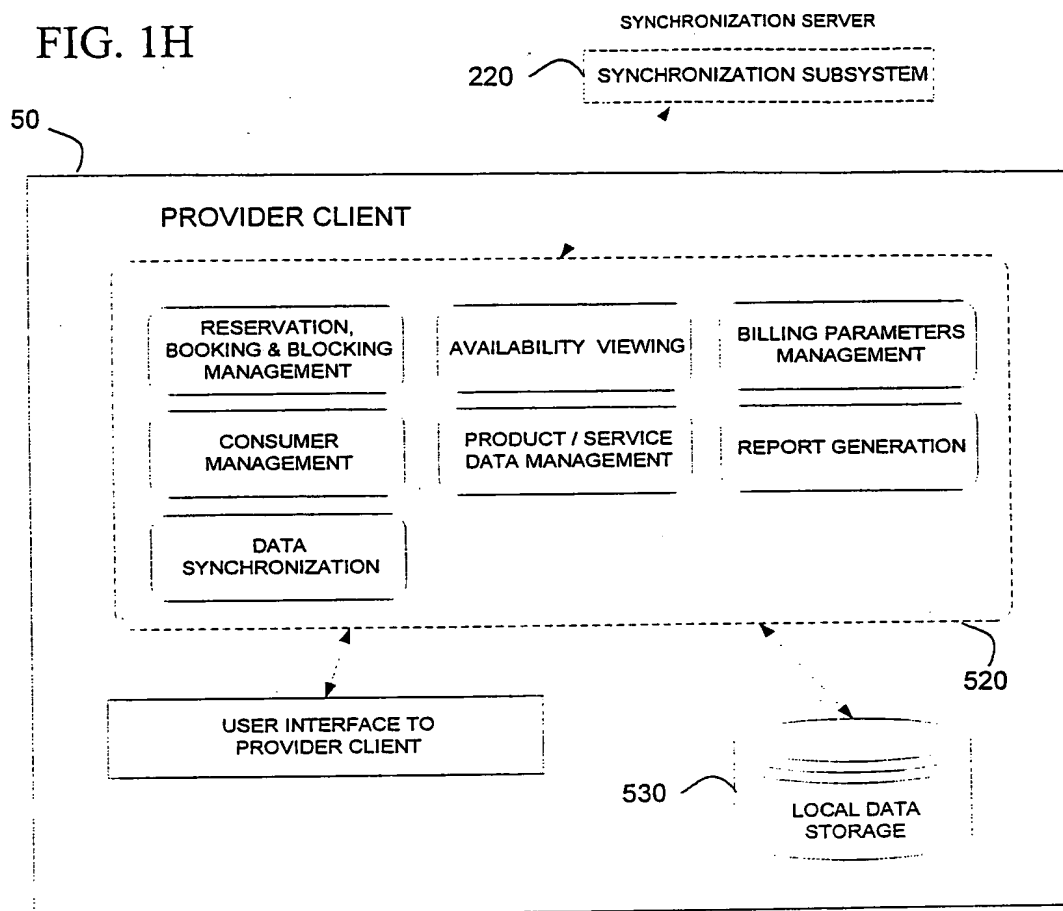 FIG. 1H
SYNCHRONIZATION SERVER
220
SYNCHRONIZATION SUBSYSTEM
50
PROVIDER CLIENT
RESERVATION,
BOOKING & BLOCKING
MANAGEMENT
AVAILABILITY VIEWING
BILLING PARAMETERS
MANAGEMENT
CONSUMER
MANAGEMENT
PRODUCT / SERVICE
DATA MANAGEMENT
REPORT GENERATION
DATA
SYNCHRONIZATION
520
USER INTERFACE TO
PROVIDER CLIENT
530
LOCAL DATA
STORAGE